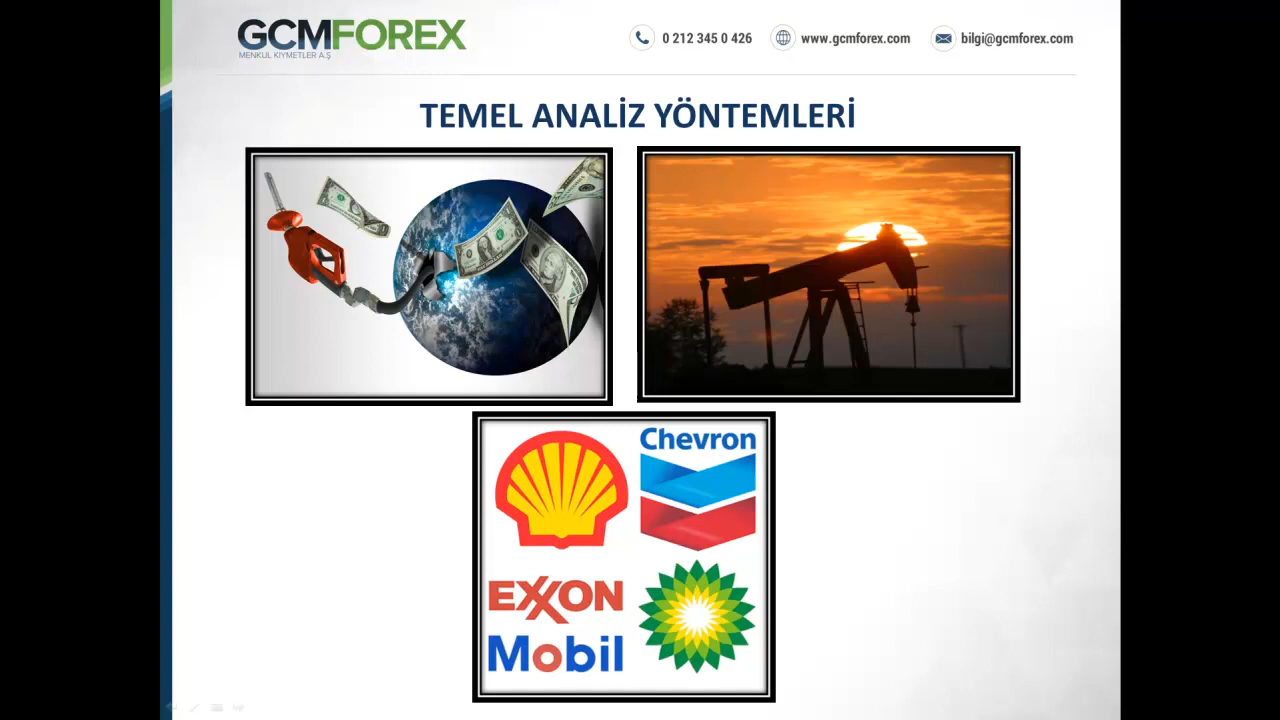 GCMFOREX
MENKUL KIYMETLER A.Ş
0 212 345 0 426
www.gcmforex.com
bilgi@gcmforex.com
TEMEL ANALİZ YÖNTEMLERİ
Chevron
EXXON
Mobil